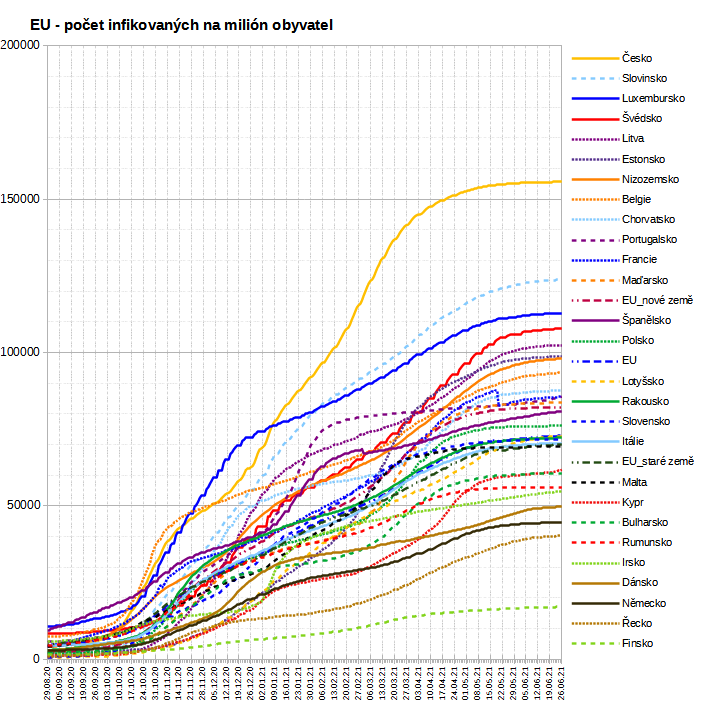 EU - počet infikovaných na milión obyvatel
200000
150000
100000
50000
0
Česko
Slovinsko
Luxembursko
Švédsko
Litva
Estonsko
Nizozemsko
Belgie
Chorvatsko
Portugalsko
Francie
Maďarsko
EU_nové země
Španělsko
Polsko
EU
Lotyšsko
Rakousko
Slovensko
Itálie
EU_staré země
Malta
Kypr
Bulharsko
Rumunsko
Irsko
Dánsko
Německo
Řecko
Finsko
29.08.20
05.09.20
12.09.20
19.09.20
26.09.20
03.10.20
10.10.20
17.10.20
24.10.20
31.10.20
07.11.20
14.11.20
21.11.20
28.11.20
05.12.20
12.12.20
19.12.20
26.12.20
02.01.21
09.01.21
16.01.21
23.01.21
30.01.21
06.02.21
13.02.21
20.02.21
27.02.21
06.03.21
13.03.21
20.03.21
27.03.21
03.04.21
10.04.21
17.04.21
24.04.21
01.05.21
08.05.21
15.05.21
22.05.21
29.05.21
05.06.21
12.06.21
19.06.21
26.06.21